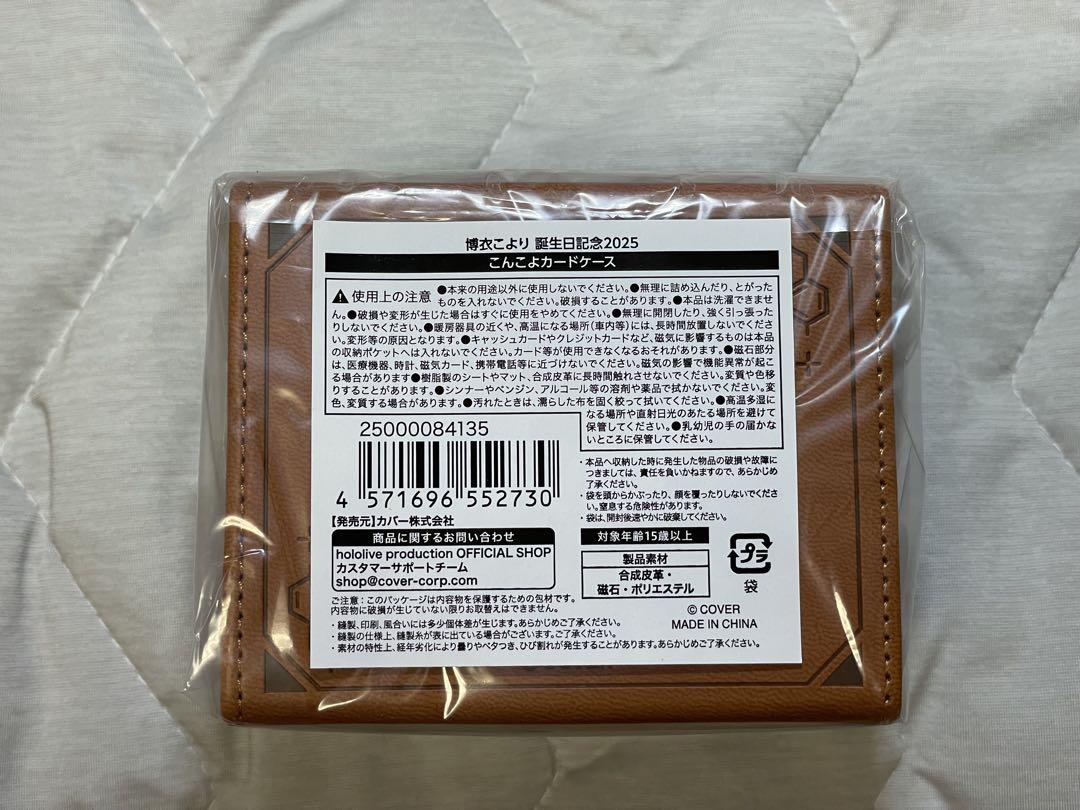 博衣こより 誕生日記念2025
こんこよカードケース
使用上の注意 ●本来の用途以外に使用しないでください。●無理に詰め込んだり、とがった
ものを入れないでください。破損することがあります。●本品は洗濯できませ
ん。●破損や変形が生じた場合はすぐに使用をやめてください。●無理に開閉したり、強く引っ張った
りしないでください。●暖房器具の近くや、高温になる場所(車内等)には、長時間放置しないでくださ
い。変形等の原因となります。●キャッシュカードやクレジットカードなど、磁気に影響するものは本品
の収納ポケットへは入れないでください。カード等が使用できなくなるおそれがあります。●磁石部分
は、医療機器、時計、磁気カード、携帯電話等に近づけないでください。磁気の影響で機能異常が起こ
る場合があります●樹脂製のシートやマット、合成皮革に長時間触れさせないでください。変質や色移
りすることがあります。●シンナーやベンジン、アルコール等の溶剤や薬品で拭かないでください。変
色、変質する場合があります。●汚れたときは、濡らした布を固く絞って拭いてください。●高温多湿に
なる場所や直射日光のあたる場所を避けて
保管してください。●乳幼児の手の届かな
いところに保管してください。
25000084135
4 571696 552730
【発売元】カバー株式会社
商品に関するお問い合わせ
hololive production OFFICIAL SHOP
カスタマーサポートチーム
shop@cover-corp.com
・本品へ収納した時に発生した物品の破損や故障に
つきましては、責任を負いかねますので、あらかじめ
ご了承ください。
・袋を頭からかぶったり、顔を覆ったりしないでくださ
い。窒息する危険性があります。
・袋は、開封後速やかに破棄してください。
対象年齢15歳以上
製品素材
合成皮革・
磁石・ポリエステル
プラ
袋
ご注意:このパッケージは内容物を保護するための包材です。
内容物に破損が生じていない限りお取替えはできません。
・縫製、印刷、風合いには多少個体差が生じます。あらかじめご了承ください。
・縫製の仕様上、縫製糸が表に出ている場合がございます。ご了承ください。
・素材の特性上、経年劣化により曇りやベタつき、ひび割れが発生することがあります。あらかじめご了承ください。
© COVER
MADE IN CHINA